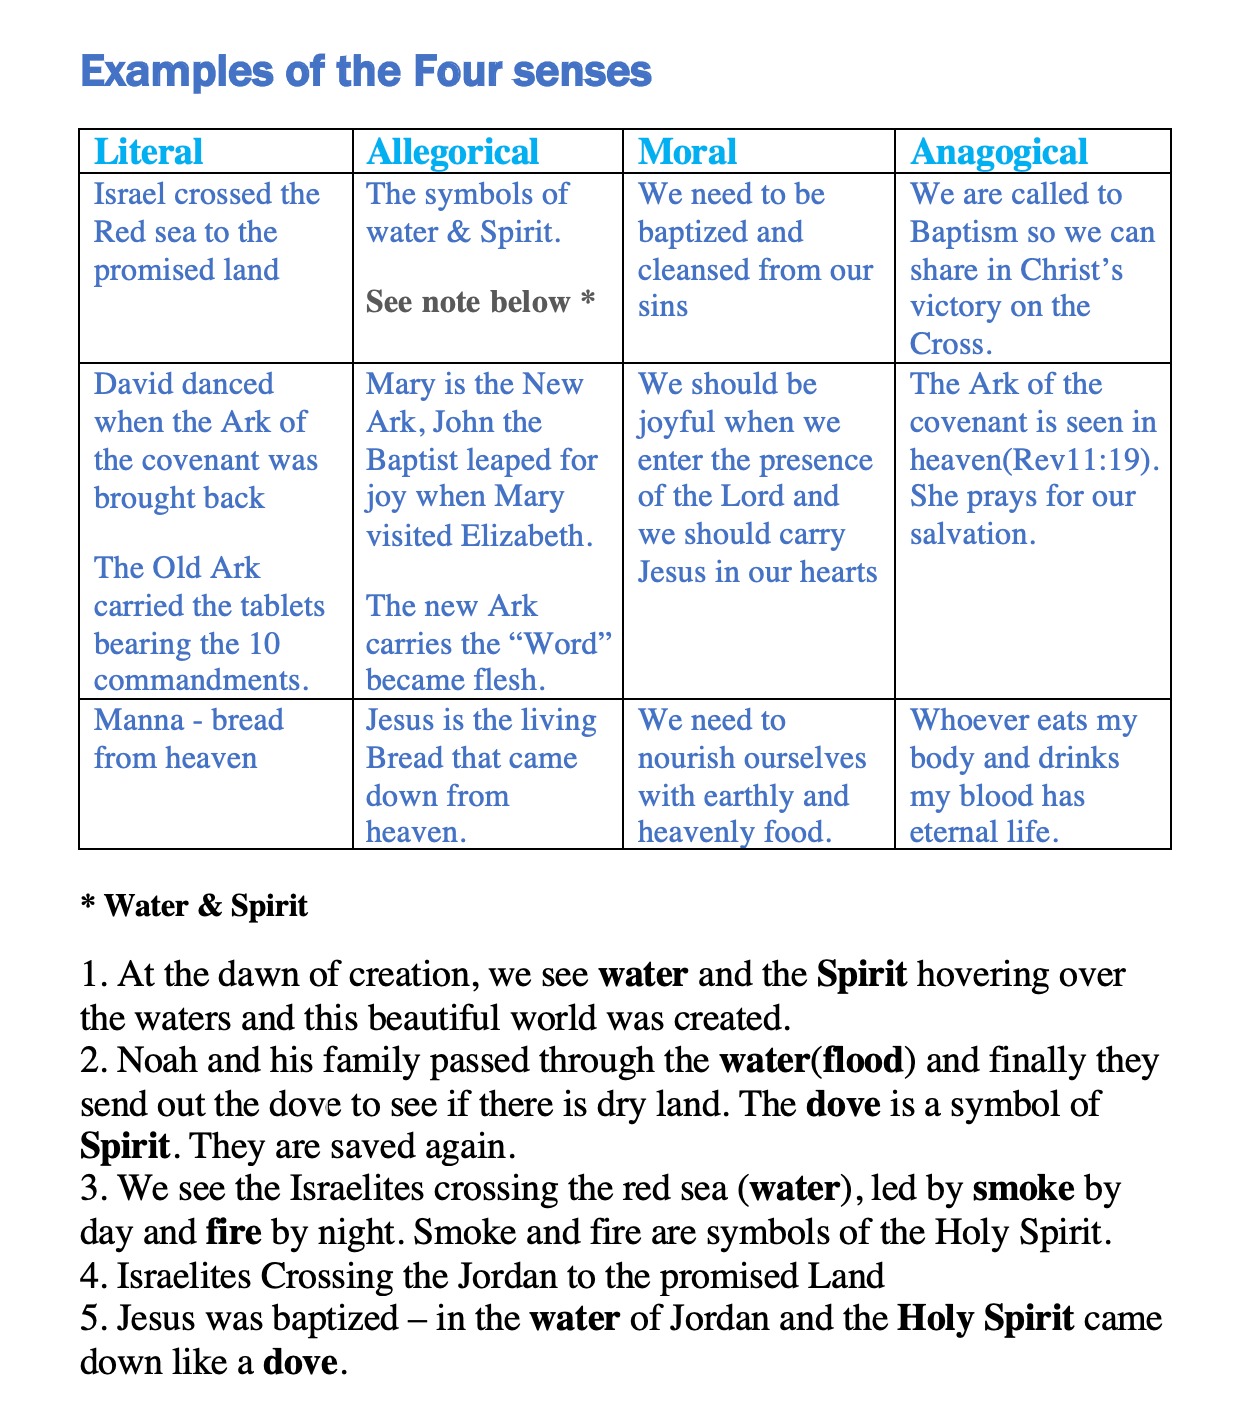 Examples of the Four senses
Literal
Allegorical
Moral
Anagogical
Israel crossed the
Red sea to the
promised land
The symbols of
water & Spirit.
See note below *
We need to be
baptized and
cleansed from our
sins
We are called to
Baptism so we can
share in Christ's
victory on the
Cross.
David danced
when the Ark of
the covenant was
brought back
The Old Ark
carried the tablets
bearing the 10
commandments.
Mary is the New
Ark, John the
Baptist leaped for
joy when Mary
visited Elizabeth.
The new Ark
carries the “Word”
became flesh.
We should be
joyful when we
enter the presence
of the Lord and
we should carry
Jesus in our hearts
The Ark of the
covenant is seen in
heaven(Rev11:19).
She prays for our
salvation.
Manna - bread
from heaven
Jesus is the living
Bread that came
down from
heaven.
We need to
nourish ourselves
with earthly and
heavenly food.
Whoever eats my
body and drinks
my blood has
eternal life.
* Water & Spirit
1. At the dawn of creation, we see water and the Spirit hovering over
the waters and this beautiful world was created.
2. Noah and his family passed through the water(flood) and finally they
send out the dove to see if there is dry land. The dove is a symbol of
Spirit. They are saved again.
3. We see the Israelites crossing the red sea (water), led by smoke by
day and fire by night. Smoke and fire are symbols of the Holy Spirit.
4. Israelites Crossing the Jordan to the promised Land
5. Jesus was baptized – in the water of Jordan and the Holy Spirit came
down like a dove.